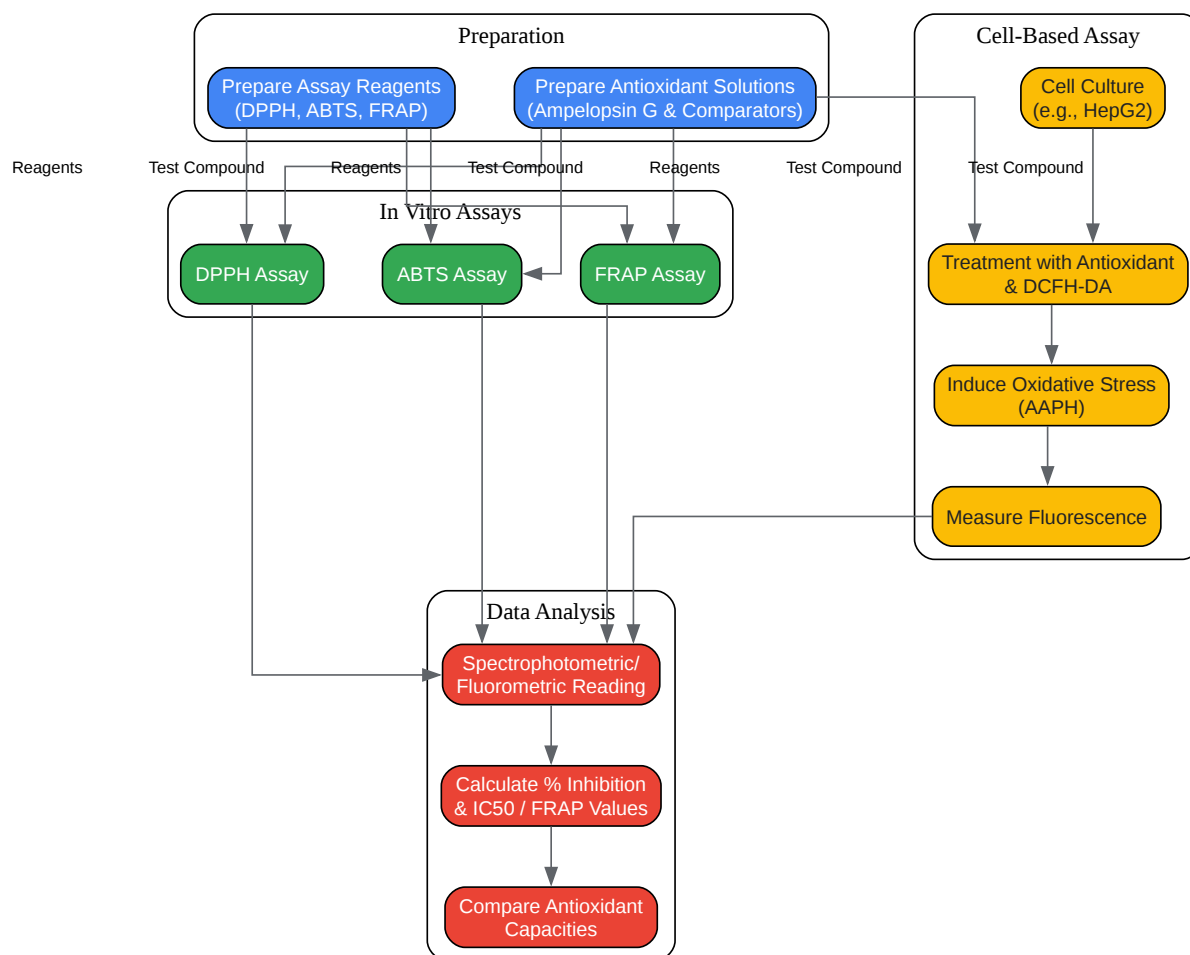 Preparation
Cell-Based Assay
Prepare Assay Reagents
(DPPH, ABTS, FRAP)
Prepare Antioxidant Solutions
(Ampelopsin G & Comparators)
Cell Culture
(e.g., HepG2)
Reagents
Test Compound
Reagents
Test Compound
Reagents
Test Compound
Test Compound
In Vitro Assays
DPPH Assay
ABTS Assay
FRAP Assay
Treatment with Antioxidant
& DCFH-DA
Induce Oxidative Stress
(AAPH)
Measure Fluorescence
Data Analysis
Spectrophotometric/
Fluorometric Reading
Calculate % Inhibition
& IC50 / FRAP Values
Compare Antioxidant
Capacities